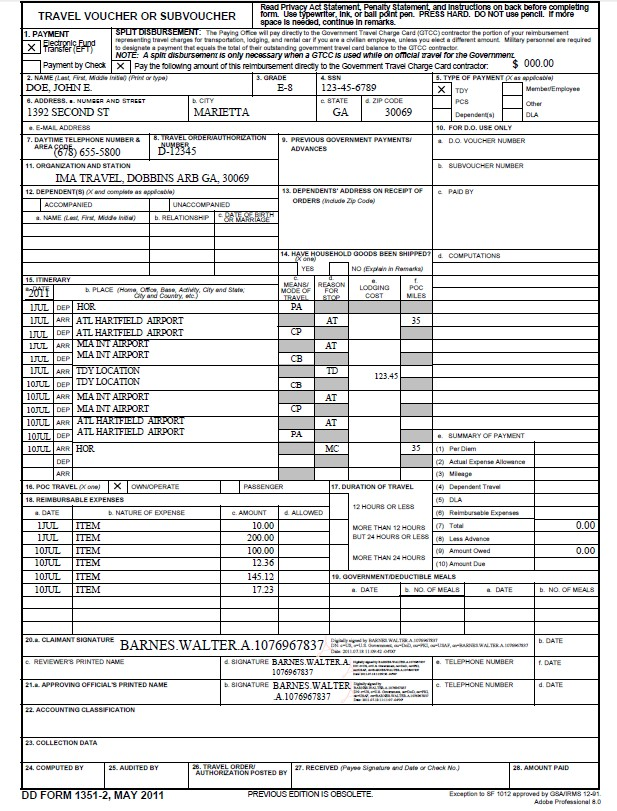 TRAVEL VOUCHER OR SUBVOUCHER
Read Privacy Act Statement, Penalty Statement, and Instructions on back before completing
form. Use typewriter, ink, or ball point pen. PRESS HARD. DO NOT use pencil. If more
space is needed, continue in remarks.
1. PAYMENT
X Electronic Fund
Transfer (EFT)
Payment by Check
SPLIT DISBURSEMENT: The Paying Office will pay directly to the Government Travel Charge Card (GTCC) contractor the portion of your reimbursement
representing travel charges for transportation, lodging, and rental car if you are a civilian employee, unless you elect a different amount. Military personnel are required
to designate a payment that equals the total of their outstanding government travel card balance to the GTCC contractor.
NOTE: A split disbursement is only necessary when a GTCC is used while on official travel for the Government.
X Pay the following amount of this reimbursement directly to the Government Travel Charge Card contractor: $ 000.00
2. NAME (Last, First, Middle Initial) (Print or type)
DOE, JOHN E.
3. GRADE
E-8
4. SSN
123-45-6789
5. TYPE OF PAYMENT (X as applicable)
X TDY Member/Employee
PCS Other
Dependent(s) DLA
6. ADDRESS. a. NUMBER AND STREET
1392 SECOND ST
b. CITY
MARIETTA
c. STATE
GA
d. ZIP CODE
30069
e. E-MAIL ADDRESS
10. FOR D.O. USE ONLY
7. DAYTIME TELEPHONE NUMBER &
AREA CODE
(678) 655-5800
8. TRAVEL ORDER/AUTHORIZATION
NUMBER
D-12345
9. PREVIOUS GOVERNMENT PAYMENTS/
ADVANCES
a. D.O. VOUCHER NUMBER
b. SUBVOUCHER NUMBER
11. ORGANIZATION AND STATION
IMA TRAVEL, DOBBINS ARB GA, 30069
12. DEPENDENT(S) (X and complete as applicable)
ACCOMPANIED UNACCOMPANIED
a. NAME (Last, First, Middle Initial) b. RELATIONSHIP c. DATE OF BIRTH
OR MARRIAGE
13. DEPENDENTS' ADDRESS ON RECEIPT OF
ORDERS (Include Zip Code)
c. PAID BY
14. HAVE HOUSEHOLD GOODS BEEN SHIPPED?
(X one)
YES NO (Explain in Remarks)
d. COMPUTATIONS
15. ITINERARY
a. DATE
2011
b. PLACE (Home, Office, Base, Activity, City and State;
City and Country, etc.)
c.
MEANS/
MODE OF
TRAVEL
d.
REASON
FOR
STOP
e.
LODGING
COST
f.
POC
MILES
1JUL DEP HOR PA
1JUL ARR ATL HARTFIELD AIRPORT AT 35
1JUL DEP ATL HARTFIELD AIRPORT CP
1JUL ARR MIA INT AIRPORT AT
1JUL DEP MIA INT AIRPORT CB
1JUL ARR TDY LOCATION TD 123.45
10JUL DEP TDY LOCATION CB
10JUL ARR MIA INT AIRPORT AT
10JUL DEP MIA INT AIRPORT CP
10JUL ARR ATL HARTFIELD AIRPORT AT
10JUL DEP ATL HARTFIELD AIRPORT PA
10JUL ARR HOR MC 35
DEP
ARR
e. SUMMARY OF PAYMENT
(1) Per Diem
(2) Actual Expense Allowance
(3) Mileage
(4) Dependent Travel
(5) DLA
(6) Reimbursable Expenses
(7) Total 0.00
(8) Less Advance
(9) Amount Owed 0.00
(10) Amount Due
16. POC TRAVEL (X one) X OWN/OPERATE PASSENGER
17. DURATION OF TRAVEL
12 HOURS OR LESS
MORE THAN 12 HOURS
BUT 24 HOURS OR LESS
MORE THAN 24 HOURS
18. REIMBURSABLE EXPENSES
a. DATE b. NATURE OF EXPENSE c. AMOUNT d. ALLOWED
1JUL ITEM 10.00
1JUL ITEM 200.00
10JUL ITEM 100.00
10JUL ITEM 12.36
10JUL ITEM 145.12
10JUL ITEM 17.23
19. GOVERNMENT/DEDUCTIBLE MEALS
a. DATE b. NO. OF MEALS a. DATE b. NO. OF MEALS
20.a. CLAIMANT SIGNATURE
BARNES.WALTER.A.1076967837
Digitally signed by BARNES.WALTER.A.1076967837
b. DATE
c. REVIEWER'S PRINTED NAME
d. SIGNATURE BARNES.WALTER.A.
1076967837
e. TELEPHONE NUMBER
f. DATE
21.a. APPROVING OFFICIAL'S PRINTED NAME
b. SIGNATURE BARNES.WALTER
.A.1076967837
c. TELEPHONE NUMBER
d. DATE
22. ACCOUNTING CLASSIFICATION
23. COLLECTION DATA
24. COMPUTED BY
25. AUDITED BY
26. TRAVEL ORDER/
AUTHORIZATION POSTED BY
27. RECEIVED (Payee Signature and Date or Check No.)
28. AMOUNT PAID
DD FORM 1351-2, MAY 2011
PREVIOUS EDITION IS OBSOLETE.
Exception to SF 1012 approved by GSA/IRMS 12-91.
Adobe Professional 8.0